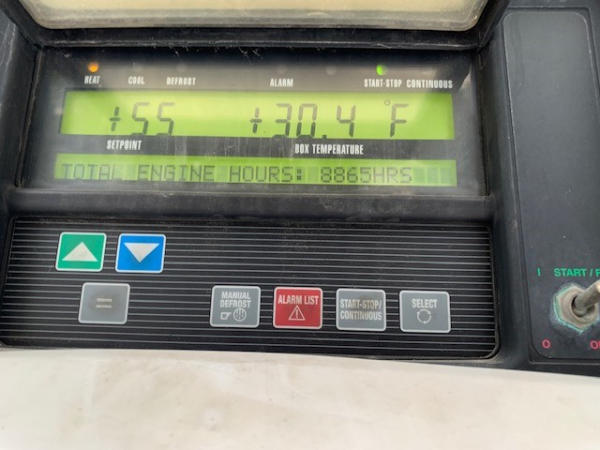 HEAT COOL DEFROST ALARM START-STOP CONTINUOUS
+55 +30.4 °F
SETPOINT BOX TEMPERATURE
TOTAL ENGINE HOURS: 8865HRS
MANUAL DEFROST
ALARM LIST
START-STOP/ CONTINUOUS
SELECT
=
I START/
O